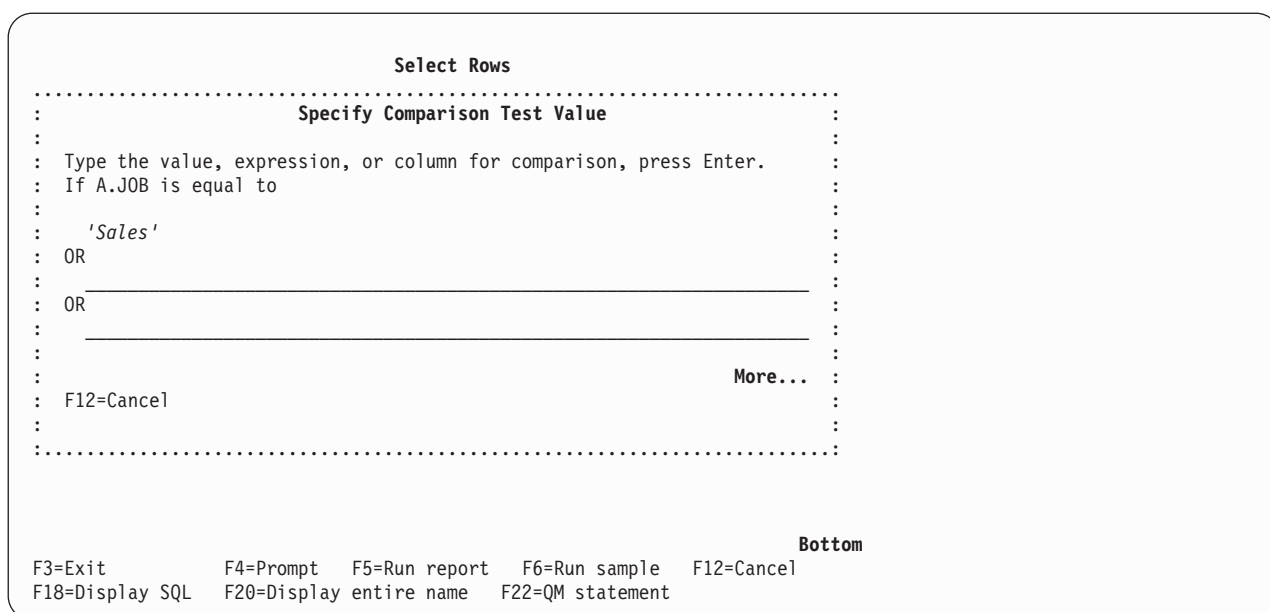 Select Rows
................................................................................
: Specify Comparison Test Value :
: :
: Type the value, expression, or column for comparison, press Enter. :
: If A.JOB is equal to :
: :
: 'Sales' :
: OR :
: ____________________________________________________________________ :
: OR :
: ____________________________________________________________________ :
: :
: More... :
: F12=Cancel :
: :
:..............................................................................:
Bottom
F3=Exit F4=Prompt F5=Run report F6=Run sample F12=Cancel
F18=Display SQL F20=Display entire name F22=QM statement